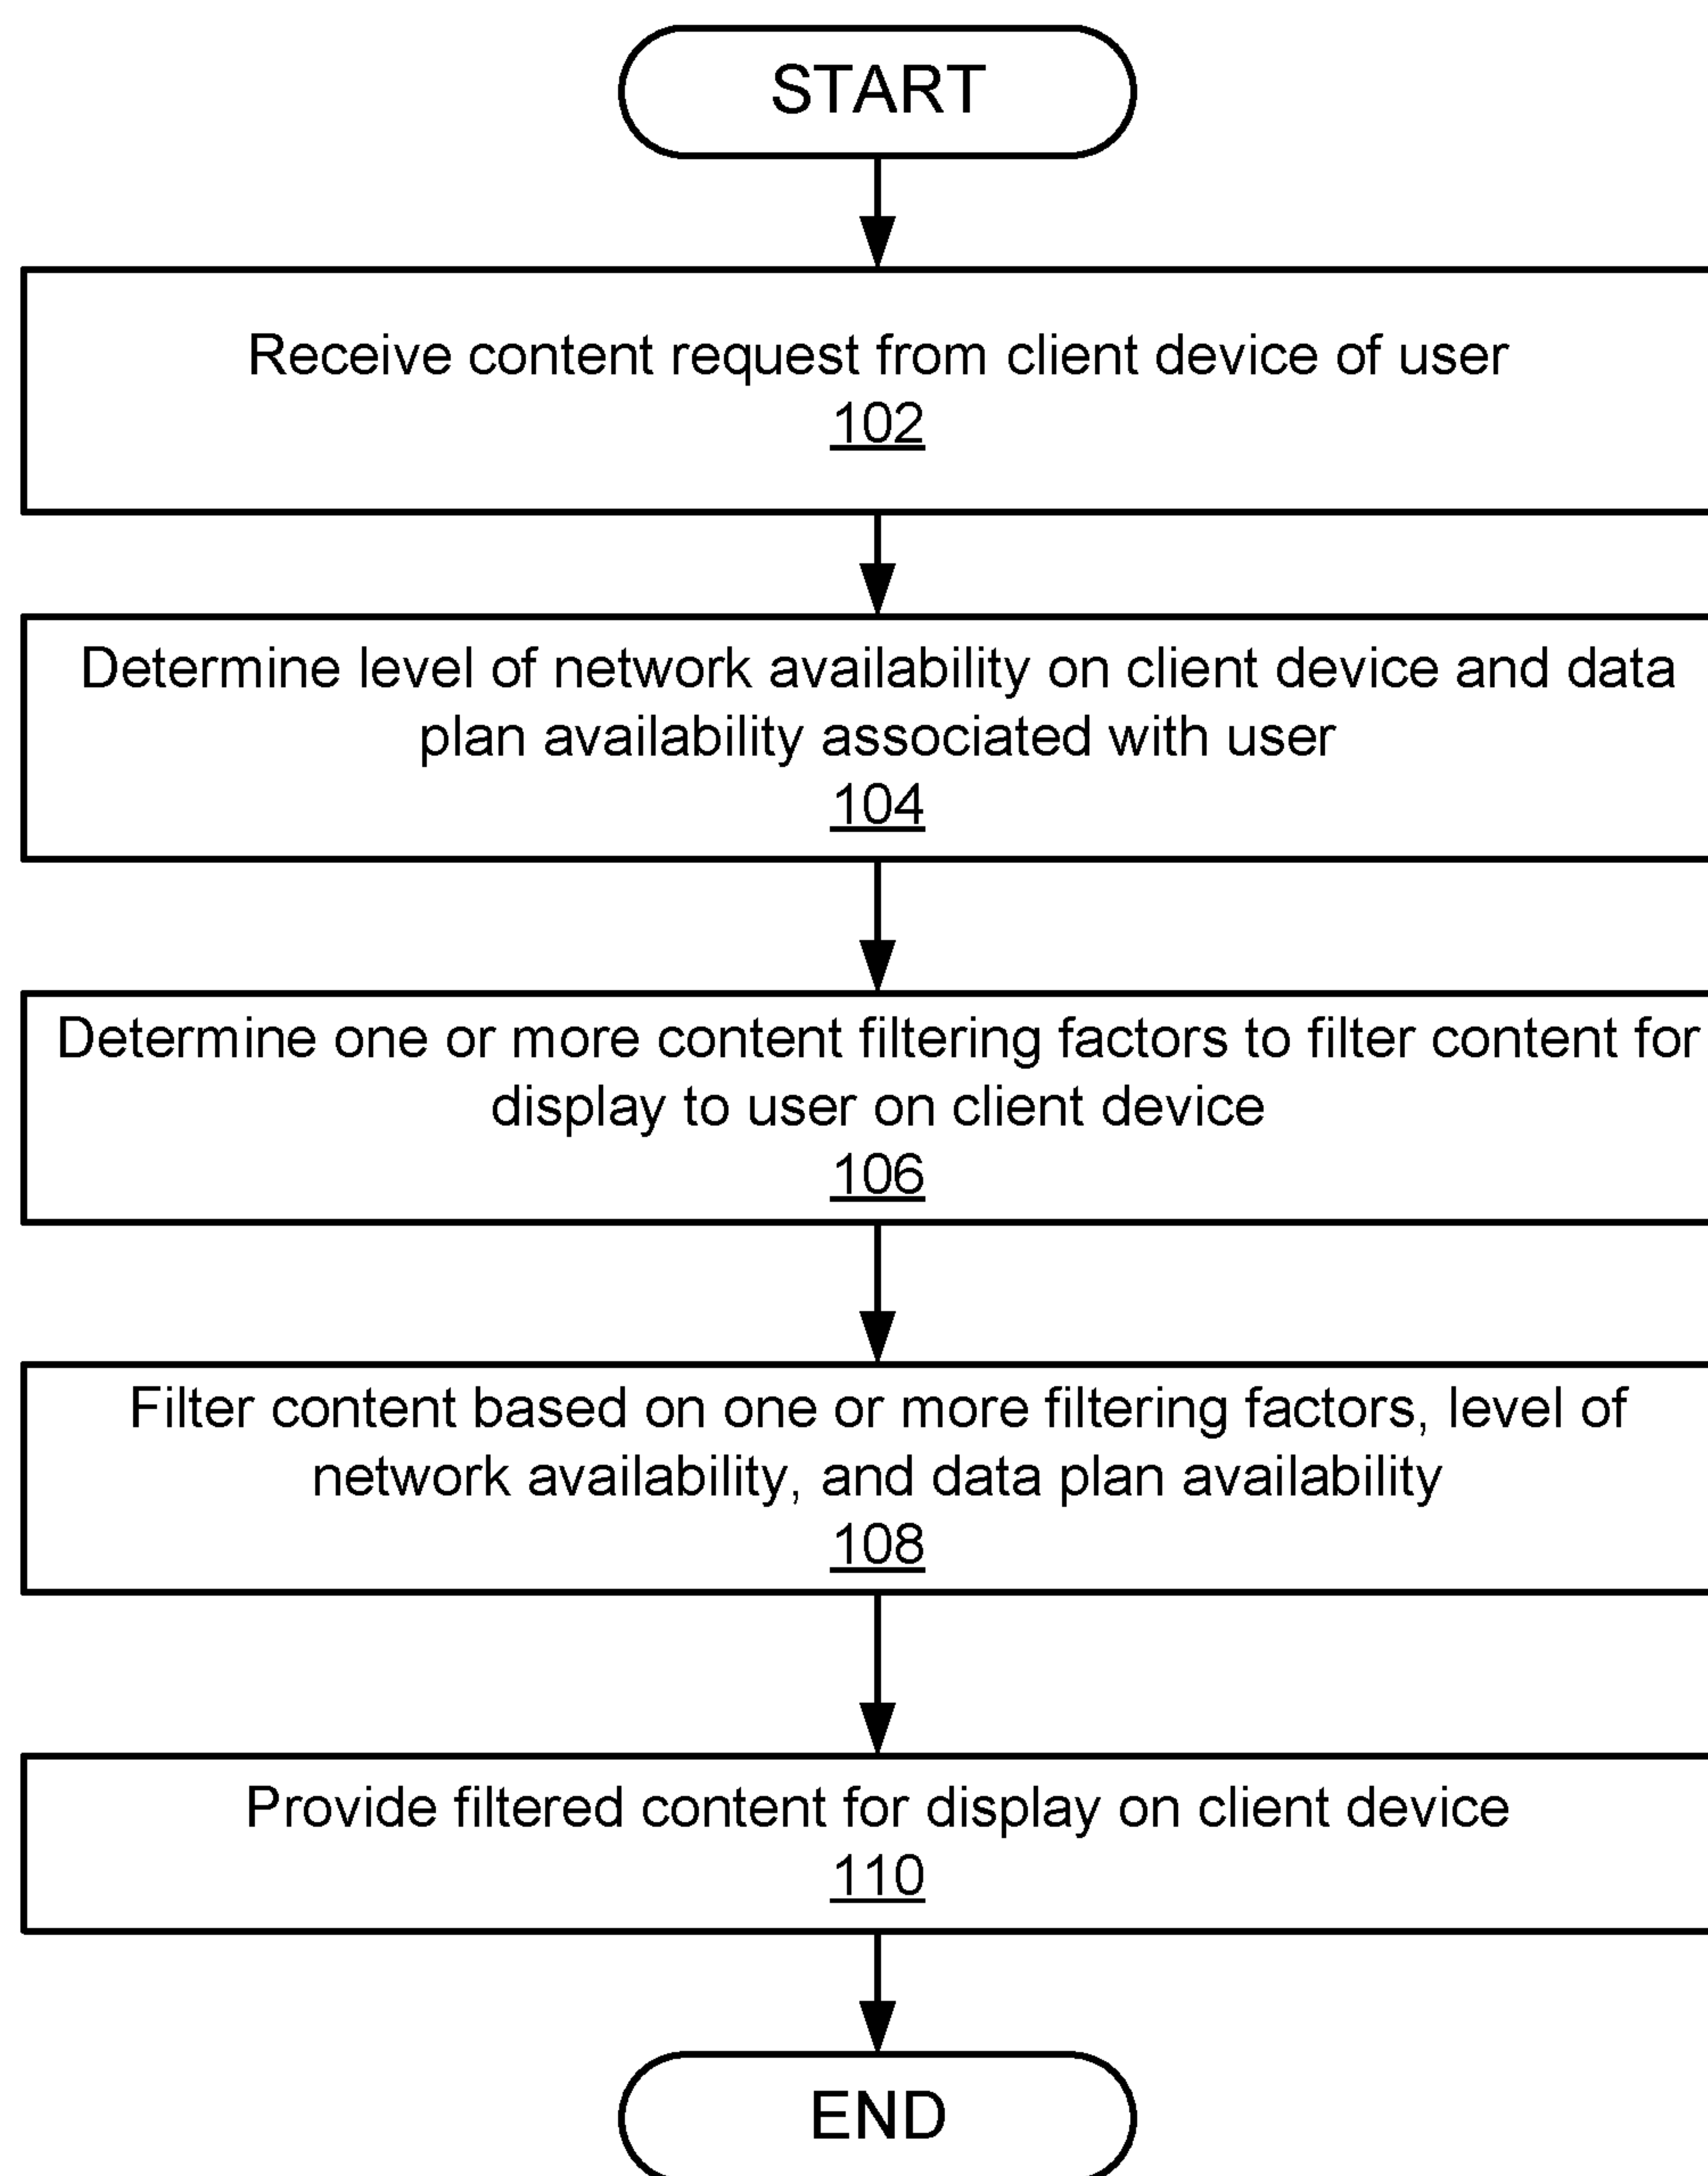 START
Receive content request from client device of user
102
Determine level of network availability on client device and data
plan availability associated with user
104
Determine one or more content filtering factors to filter content for
display to user on client device
106
Filter content based on one or more filtering factors, level of
network availability, and data plan availability
108
Provide filtered content for display on client device
110
END